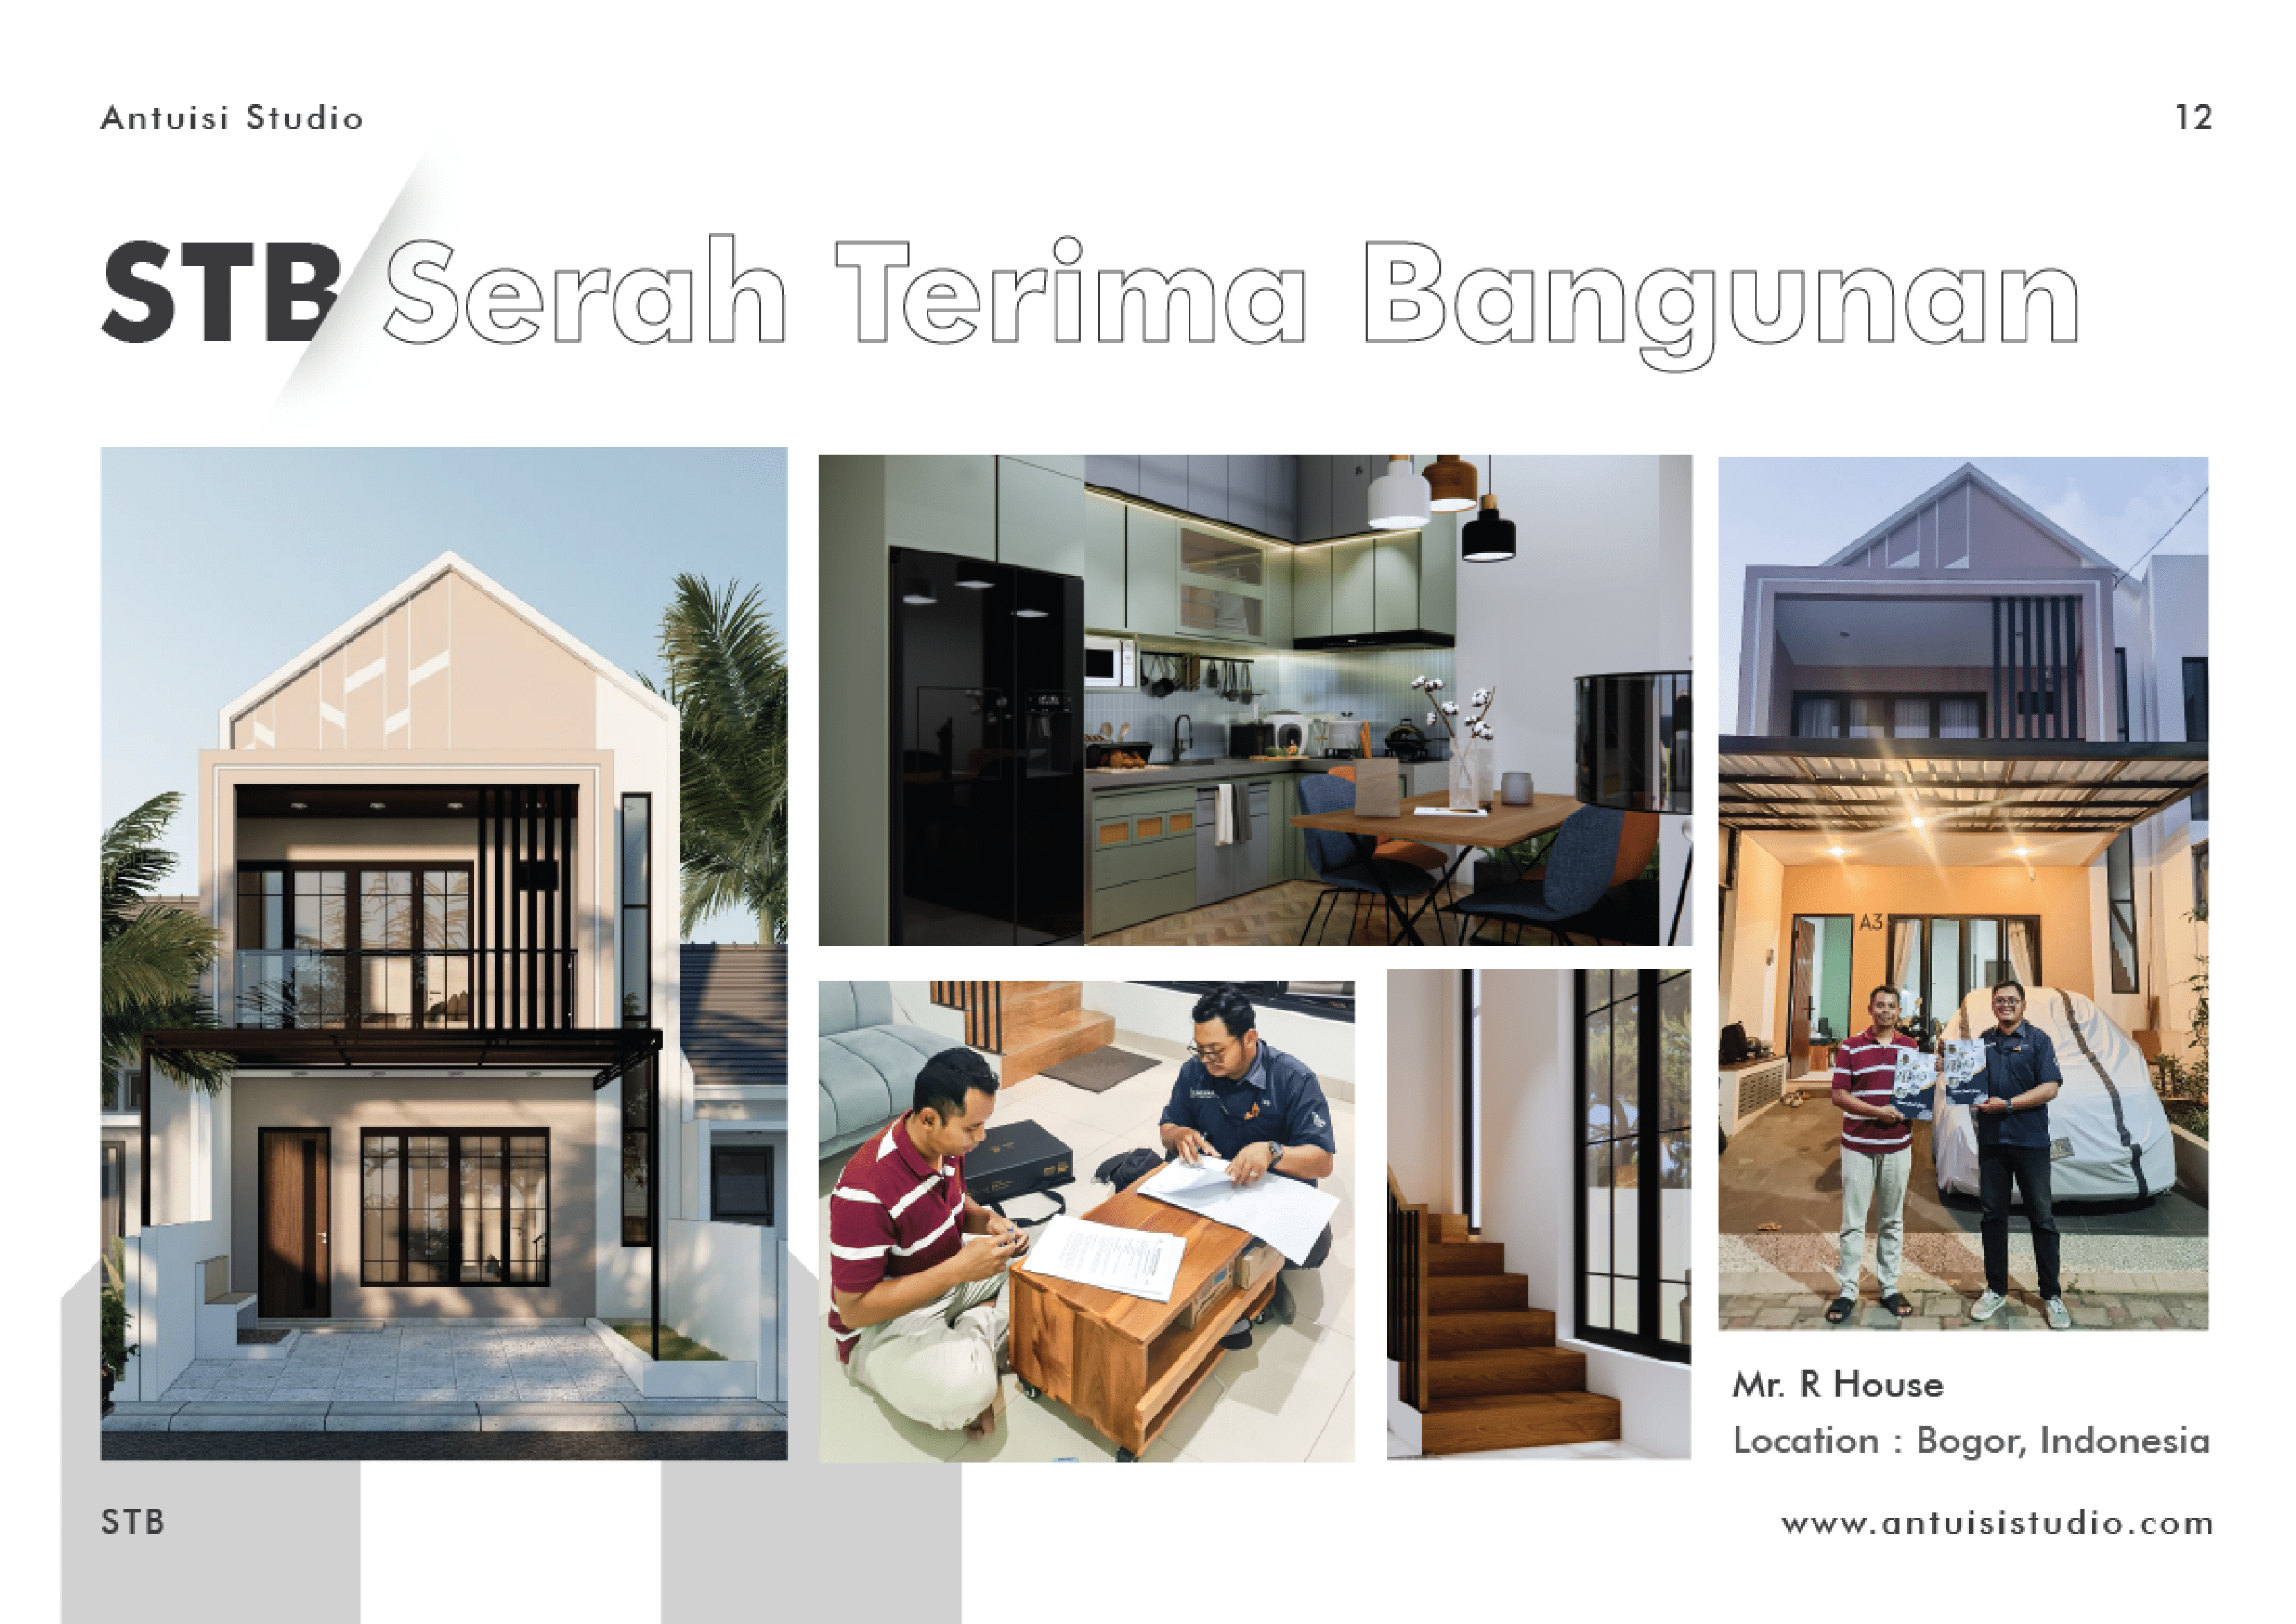 Antuisi Studio
12
STB Serah Terima Bangunan
A3
Mr. R House
Location : Bogor, Indonesia
STB
www.antuisistudio.com